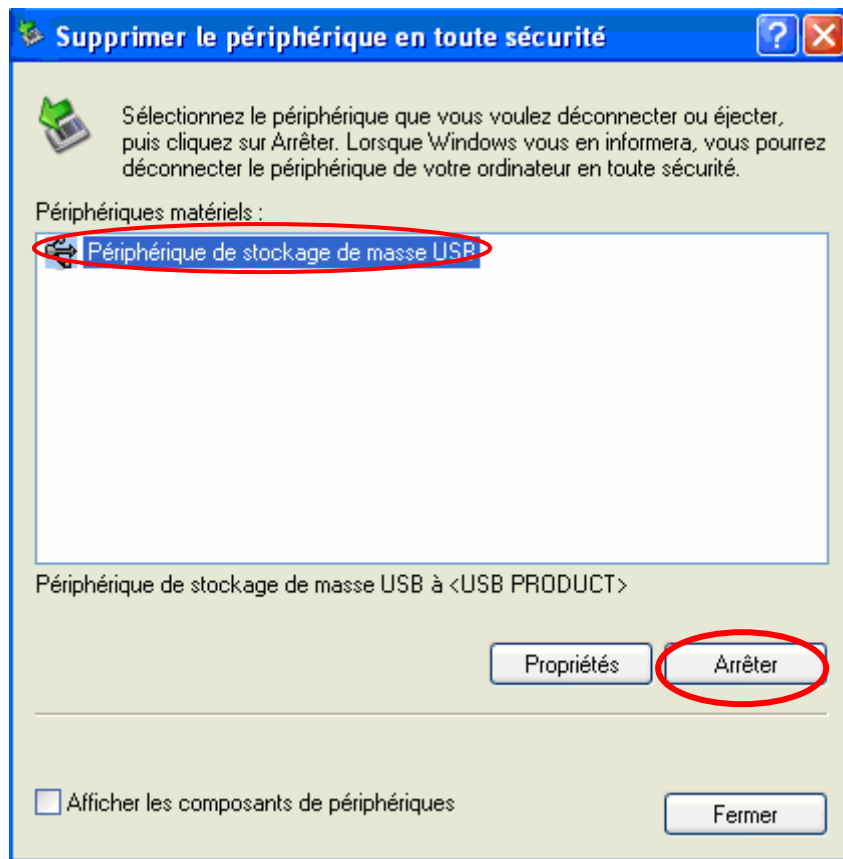 Supprimer le périphérique en toute sécurité
Sélectionnez le périphérique que vous voulez déconnecter ou éjecter,
puis cliquez sur Arrêter. Lorsque Windows vous en informera, vous pourrez
déconnecter le périphérique de votre ordinateur en toute sécurité.
Périphériques matériels :
Périphérique de stockage de masse USB
Périphérique de stockage de masse USB à <USB PRODUCT>
Propriétés
Arrêter
Afficher les composants de périphériques
Fermer